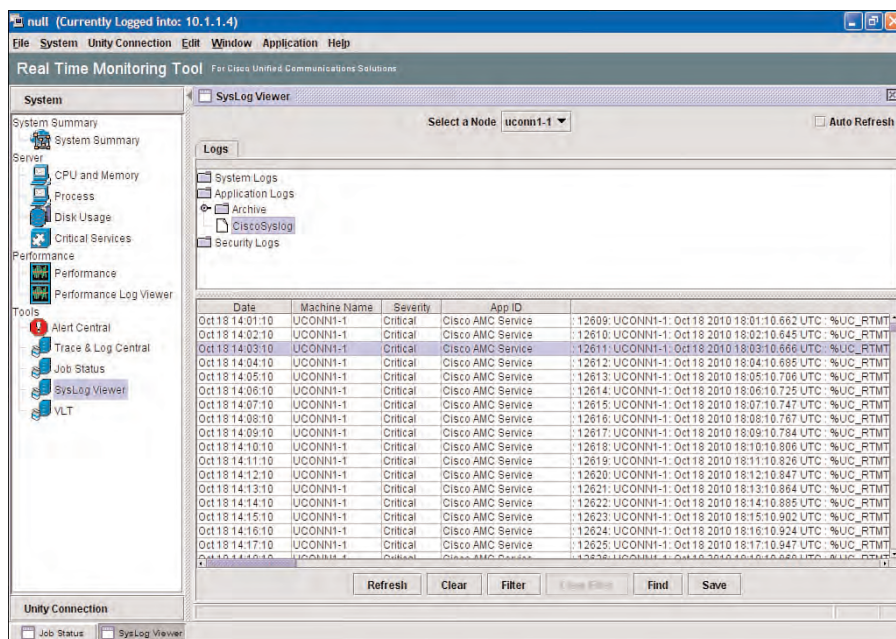 null (Currently Logged into: 10.1.1.4)
File System Unity Connection Edit Window Application Help
Real Time Monitoring Tool For Cisco Unified Communications Solutions
System
System Summary
System Summary
Server
CPU and Memory
Process
Disk Usage
Critical Services
Performance
Performance
Performance Log Viewer
Tools
Alert Central
Trace & Log Central
Job Status
SysLog Viewer
VLT
Unity Connection
SysLog Viewer
Select a Node uconn1-1 Auto Refresh
Logs
System Logs
Application Logs
Archive
CiscoSyslog
Security Logs
Date Machine Name Severity App ID
Oct 18 14:01:10 UCONN1-1 Critical Cisco AMC Service : 12609: UCONN1-1: Oct 18 2010 18:01:10.662 UTC : %UC_RTMT
Oct 18 14:02:10 UCONN1-1 Critical Cisco AMC Service : 12610: UCONN1-1: Oct 18 2010 18:02:10.645 UTC : %UC_RTMT
Oct 18 14:03:10 UCONN1-1 Critical Cisco AMC Service : 12611: UCONN1-1: Oct 18 2010 18:03:10.666 UTC : %UC_RTMT
Oct 18 14:04:10 UCONN1-1 Critical Cisco AMC Service : 12612: UCONN1-1: Oct 18 2010 18:04:10.685 UTC : %UC_RTMT
Oct 18 14:05:10 UCONN1-1 Critical Cisco AMC Service : 12613: UCONN1-1: Oct 18 2010 18:05:10.706 UTC : %UC_RTMT
Oct 18 14:06:10 UCONN1-1 Critical Cisco AMC Service : 12614: UCONN1-1: Oct 18 2010 18:06:10.725 UTC : %UC_RTMT
Oct 18 14:07:10 UCONN1-1 Critical Cisco AMC Service : 12615: UCONN1-1: Oct 18 2010 18:07:10.747 UTC : %UC_RTMT
Oct 18 14:08:10 UCONN1-1 Critical Cisco AMC Service : 12616: UCONN1-1: Oct 18 2010 18:08:10.767 UTC : %UC_RTMT
Oct 18 14:09:10 UCONN1-1 Critical Cisco AMC Service : 12617: UCONN1-1: Oct 18 2010 18:09:10.784 UTC : %UC_RTMT
Oct 18 14:10:10 UCONN1-1 Critical Cisco AMC Service : 12618: UCONN1-1: Oct 18 2010 18:10:10.806 UTC : %UC_RTMT
Oct 18 14:11:10 UCONN1-1 Critical Cisco AMC Service : 12619: UCONN1-1: Oct 18 2010 18:11:10.826 UTC : %UC_RTMT
Oct 18 14:12:10 UCONN1-1 Critical Cisco AMC Service : 12620: UCONN1-1: Oct 18 2010 18:12:10.847 UTC : %UC_RTMT
Oct 18 14:13:10 UCONN1-1 Critical Cisco AMC Service : 12621: UCONN1-1: Oct 18 2010 18:13:10.864 UTC : %UC_RTMT
Oct 18 14:14:10 UCONN1-1 Critical Cisco AMC Service : 12622: UCONN1-1: Oct 18 2010 18:14:10.885 UTC : %UC_RTMT
Oct 18 14:15:10 UCONN1-1 Critical Cisco AMC Service : 12623: UCONN1-1: Oct 18 2010 18:15:10.902 UTC : %UC_RTMT
Oct 18 14:16:10 UCONN1-1 Critical Cisco AMC Service : 12624: UCONN1-1: Oct 18 2010 18:16:10.924 UTC : %UC_RTMT
Oct 18 14:17:10 UCONN1-1 Critical Cisco AMC Service : 12625: UCONN1-1: Oct 18 2010 18:17:10.947 UTC : %UC_RTMT
Refresh Clear Filter Find Save
Job Status SysLog Viewer